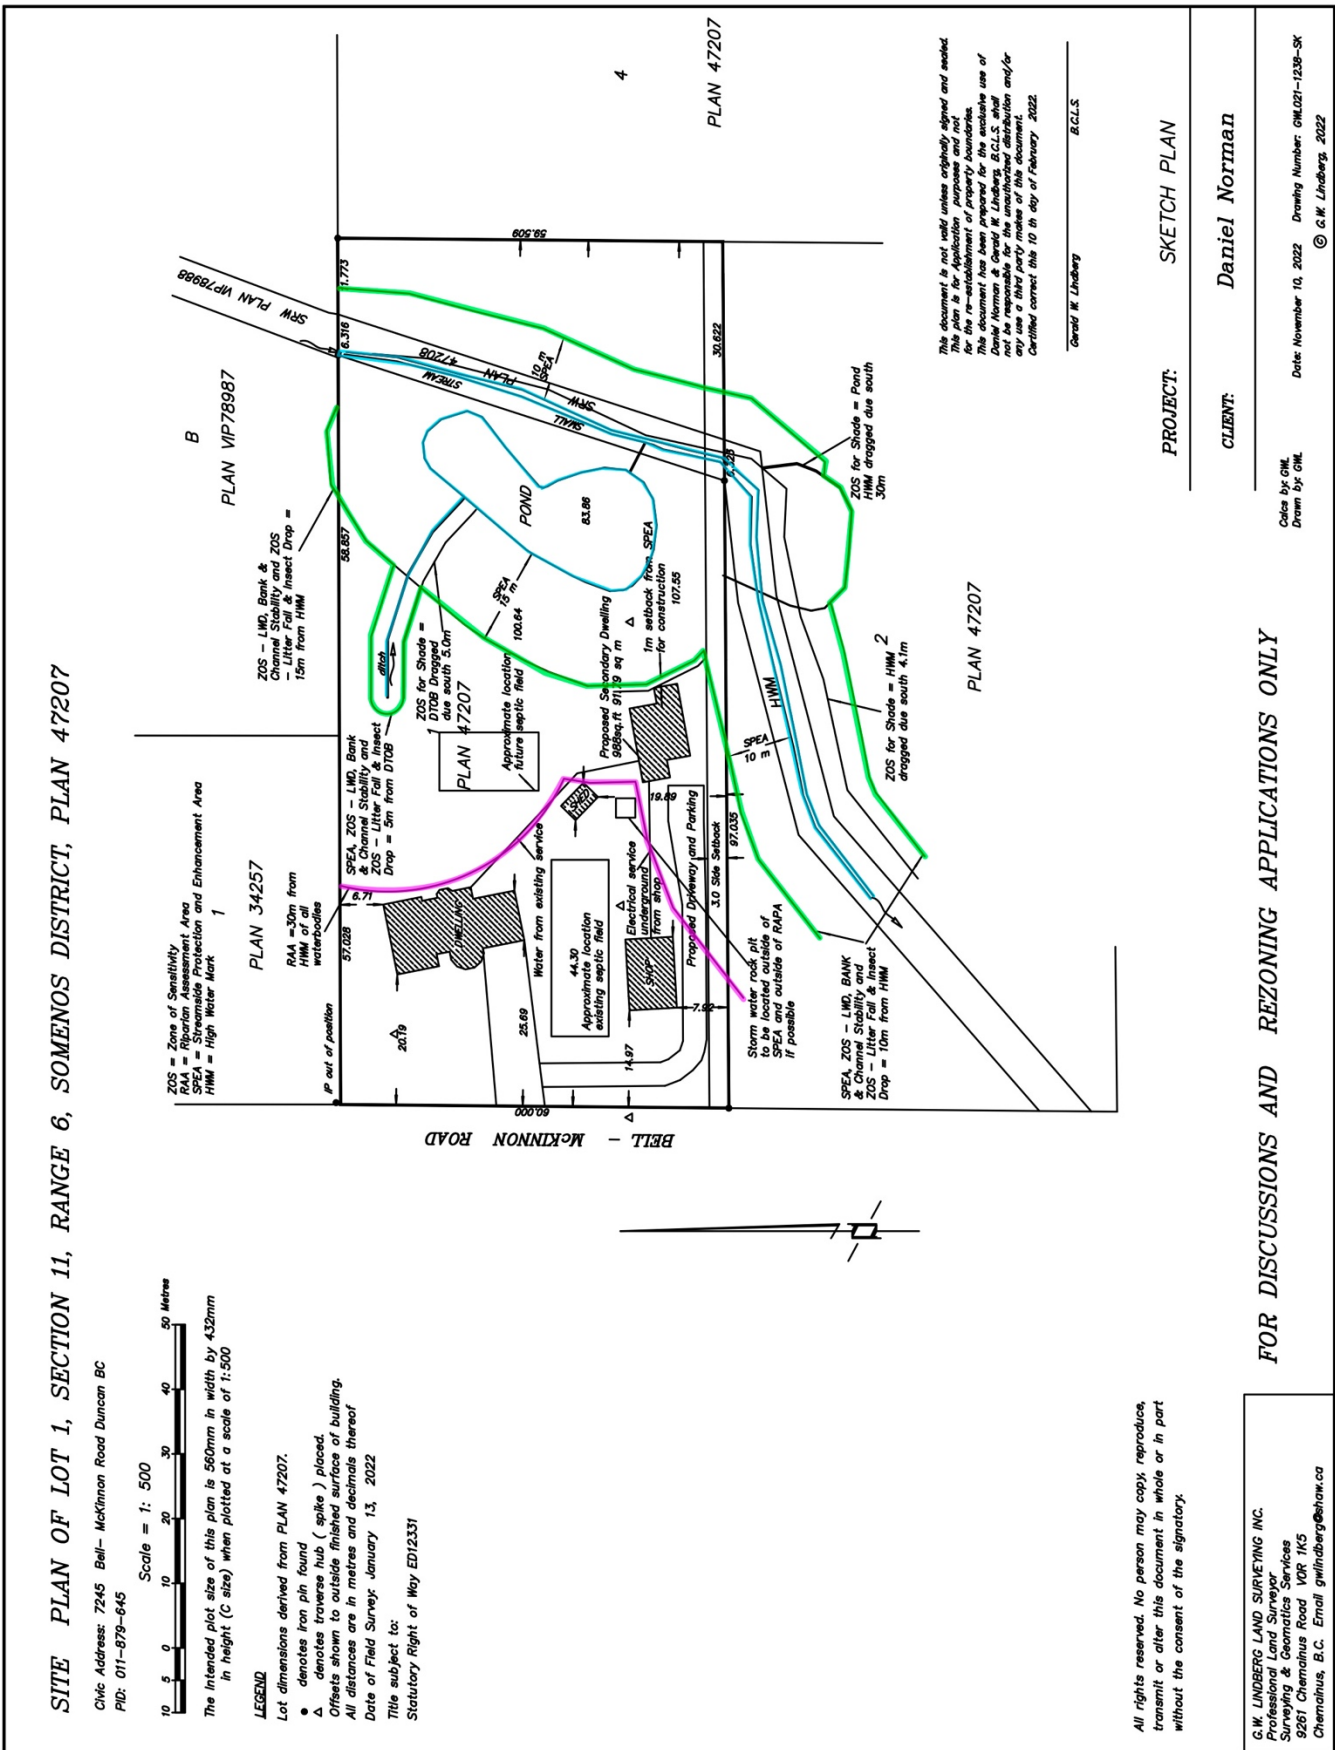 SITE PLAN OF LOT 1, SECTION 11, RANGE 6, SOMENOS DISTRICT, PLAN 47207
Civic Address: 7245 Bell- McKinnon Road Duncan BC
PID: 011-879-645
Scale = 1: 500
10 5 0 10 20 30 40 50 Metres
The intended plot size of this plan is 560mm in width by 432mm
in height (C size) when plotted at a scale of 1:500
LEGEND
Lot dimensions derived from PLAN 47207.
● denotes iron pin found
△ denotes traverse hub ( spike ) placed.
Offsets shown to outside finished surface of building.
All distances are in metres and decimals thereof
Date of Field Survey: January 13, 2022
Title subject to:
Statutory Right of Way ED12331
ZOS = Zone of Sensitivity
RAA = Riparian Assessment Area
SPEA = Streamside Protection and Enhancement Area
HWM = High Water Mark
1
PLAN 34257
RAA =30m from
HWM of all
waterbodies
IP out of position
57.028
6.71
SPEA, ZOS - LWD, Bank
& Channel Stability and
ZOS - Litter Fall & Insect
Drop = 5m from DTOB
ZOS - LWD, Bank &
Channel Stability and ZOS
- Litter Fall & Insect Drop =
15m from HWM
B
PLAN VIP78987
58.857
SRW PLAN VIP78988
6.316
1.773
ditch
ZOS for Shade =
DTOB Dragged
due south 5.0m
1
PLAN 47207
Approximate location
future septic field
SPEA
15 m
100.64
POND
83.86
SMALL STREAM
SRW PLAN 47208
10 m
SPEA
59.509
4
PLAN 47207
BELL - McKINNON ROAD
60.000
20.19
DWELLING
25.69
Water from existing service
44.30
Approximate location
existing septic field
SHED
Proposed Secondary Dwelling
988sq.ft 91.79 sq m
1m setback from SPEA
for construction
107.55
19.89
14.97
SHOP
Electrical service
underground
from shop
Proposed Driveway and Parking
7.92
3.0 Side Setback
97.035
30.622
Storm water rock pit
to be located outside of
SPEA and outside of RAPA
if possible
SPEA
10 m
HWM
SPEA, ZOS - LWD, BANK
& Channel Stability and
ZOS - Litter Fall & Insect
Drop = 10m from HWM
ZOS for Shade = HWM
dragged due south 4.1m
2
PLAN 47207
ZOS for Shade = Pond
HWM dragged due south
30m
This document is not valid unless originally signed and sealed.
This plan is for Application purposes and not
for the re-establishment of property boundaries.
This document has been prepared for the exclusive use of
Daniel Norman & Gerald W. Lindberg, B.C.L.S. shall
not be responsible for the unauthorized distribution and/or
any use a third party makes of this document.
Certified correct this 10 th day of February 2022.
Gerald W. Lindberg B.C.L.S.
PROJECT: SKETCH PLAN
CLIENT: Daniel Norman
Calcs by: GWL
Drawn by: GWL
Date: November 10, 2022 Drawing Number: GWL021-1238-SK
© G.W. Lindberg, 2022
FOR DISCUSSIONS AND REZONING APPLICATIONS ONLY
All rights reserved. No person may copy, reproduce,
transmit or alter this document in whole or in part
without the consent of the signatory.
G.W. LINDBERG LAND SURVEYING INC.
Professional Land Surveyor
Surveying & Geomatics Services
9261 Chemainus Road V0R 1K5
Chemainus, B.C. Email gwlindberg@shaw.ca